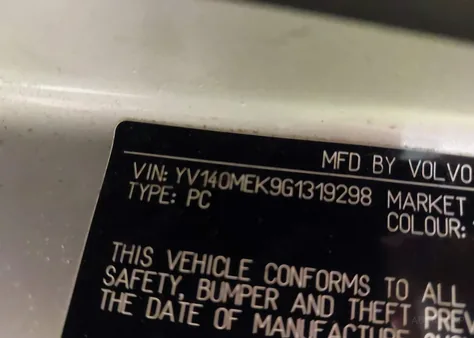 MFD BY VOLVO
VIN: YV140MEK9G1319298
TYPE: PC
MARKET
COLOUR:
THIS VEHICLE CONFORMS TO ALL
SAFETY, BUMPER AND THEFT PREV
THE DATE OF MANUFACTURE